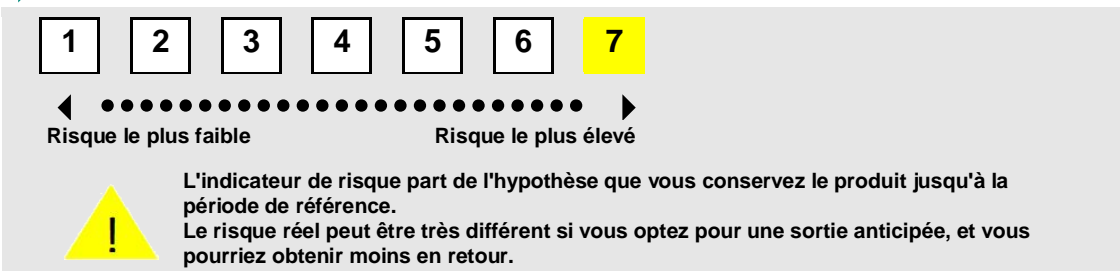 1 2 3 4 5 6 7
Risque le plus faible Risque le plus élevé
L'indicateur de risque part de l'hypothèse que vous conservez le produit jusqu'à la
période de référence.
Le risque réel peut être très différent si vous optez pour une sortie anticipée, et vous
! pourriez obtenir moins en retour.